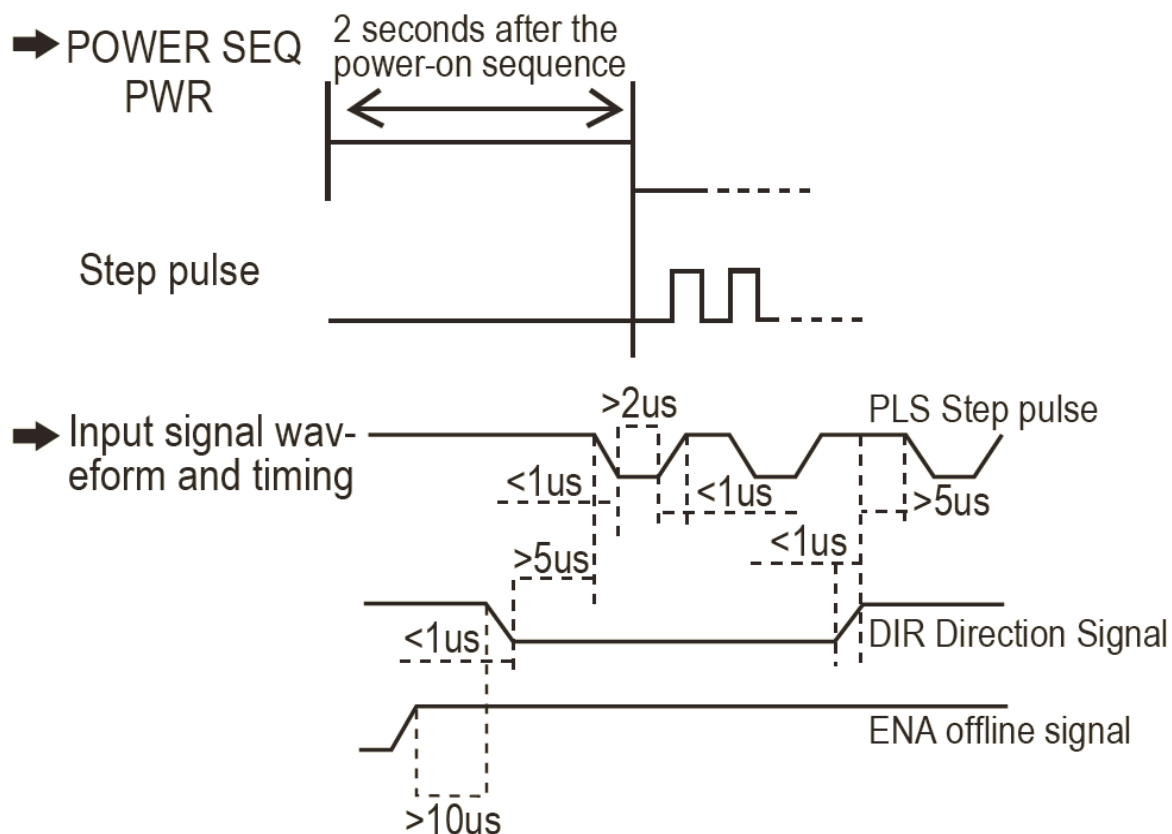 POWER SEQ
PWR
2 seconds after the
power-on sequence
Step pulse
Input signal wav-
eform and timing
>2us
PLS Step pulse
<1us
<1us
>5us
>5us
<1us
<1us
DIR Direction Signal
ENA offline signal
>10us